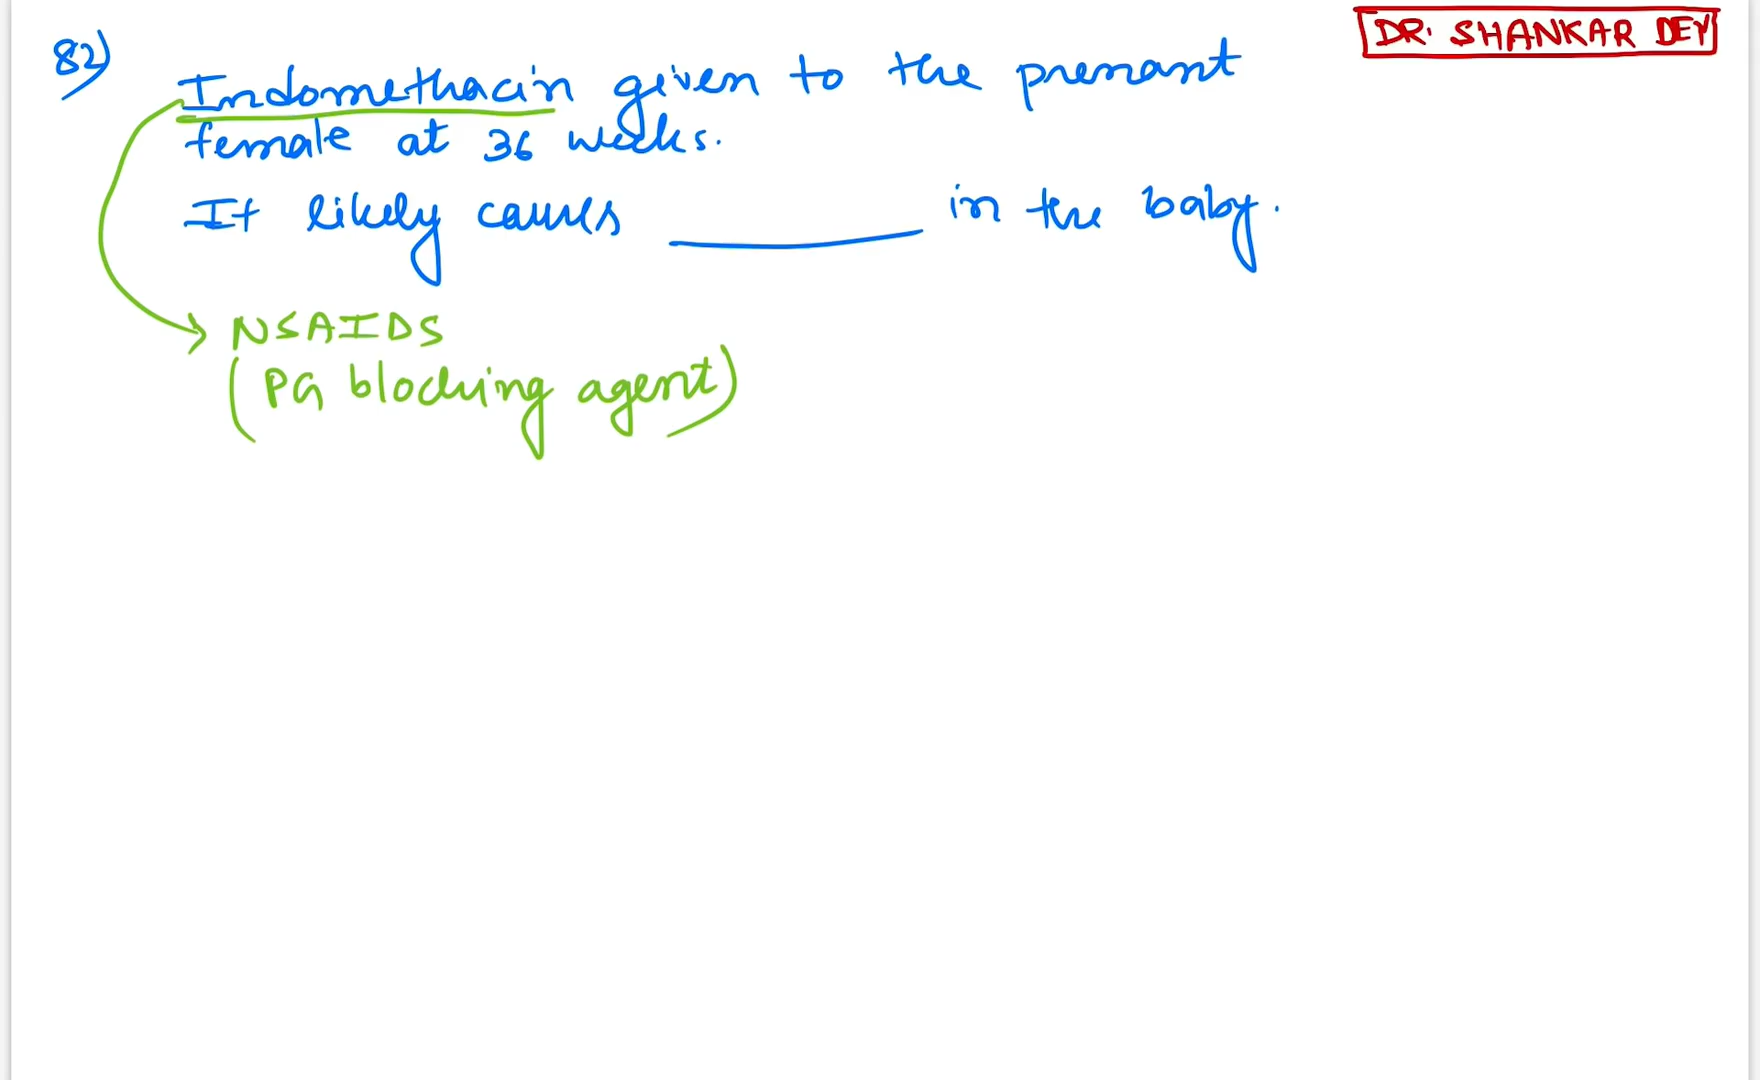 DR. SHANKAR DEY
82)
Indomethacin given to the prenant
female at 36 weeks.
It likely causes ________ in the baby.
NSAIDS
(PG blocking agent)